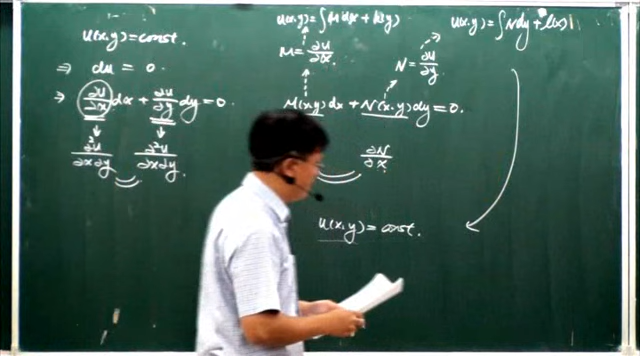 u(x,y)=const.
⇒ du = 0.
⇒ ∂u/∂x dx + ∂u/∂y dy = 0.
∂²u/∂x∂y ∂²u/∂x∂y
u(x,y)=∫M dx + k(y)
M = ∂u/∂x
u(x,y)=∫N dy + l(x)
N = ∂u/∂y
M(x,y)dx + N(x,y)dy = 0.
∂N/∂x
u(x,y) = const.